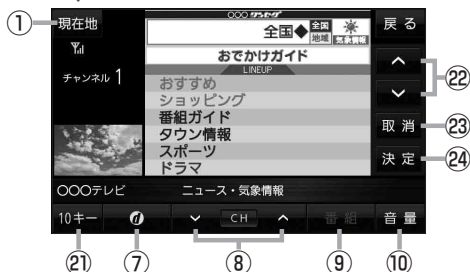 ① 現在地
○○○ ワンセグ
全国◆ 全国 地域 気象情報
戻る
おでかけガイド
チャンネル 1
LINEUP
おすすめ
ショッピング
番組ガイド
タウン情報
スポーツ
ドラマ
㉒
取消 ㉓
決定 ㉔
○○○テレビ ニュース・気象情報
10キー d CH 番組 音量
㉑ ⑦ ⑧ ⑨ ⑩